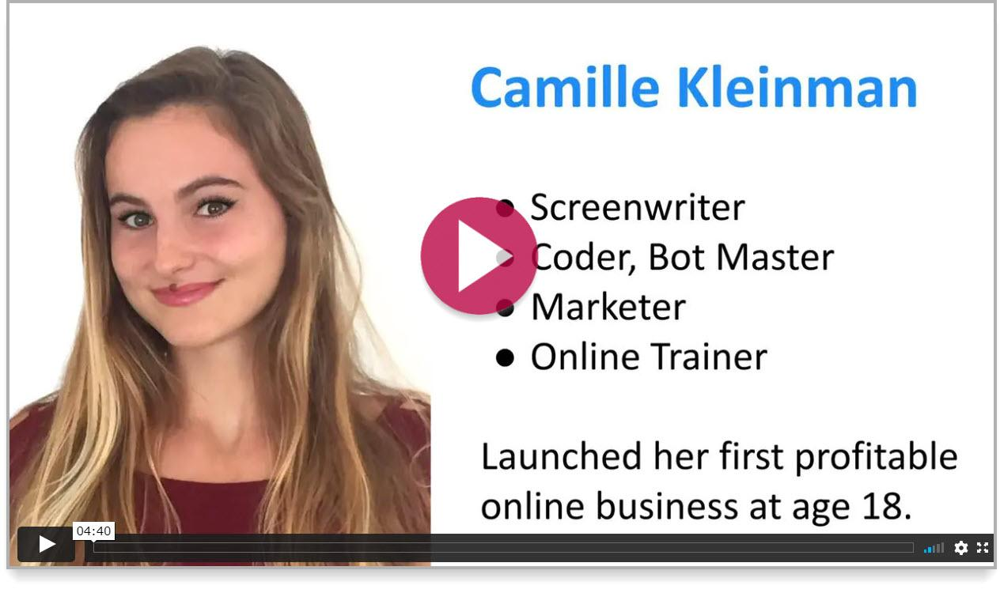 Camille Kleinman
● Screenwriter
● Coder, Bot Master
● Marketer
● Online Trainer
Launched her first profitable
online business at age 18.
04:40